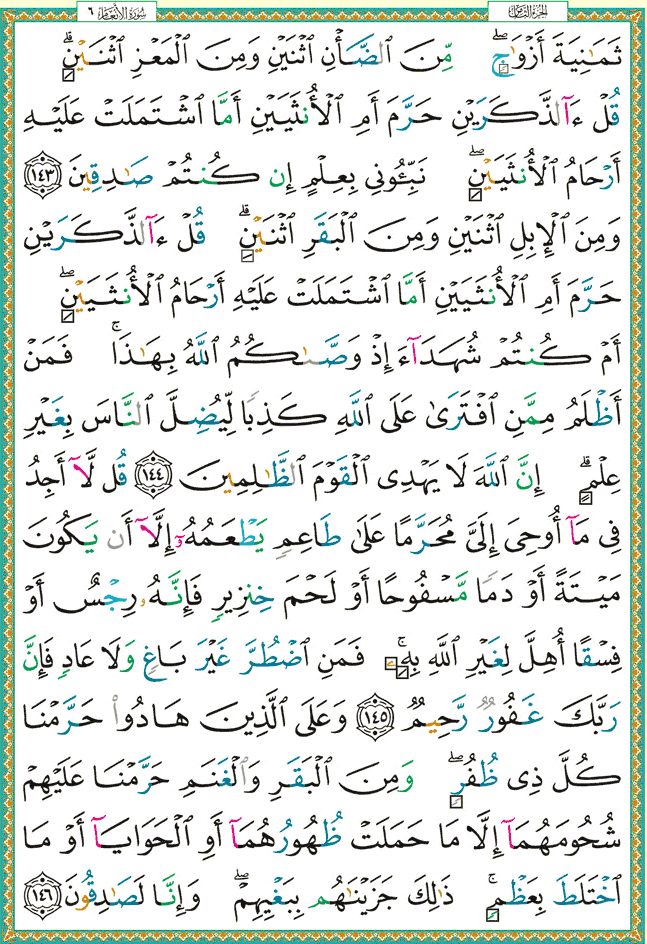 الجزء الثامن
سورة الأنعام ٦
ثَمَـٰنِيَةَ أَزْوَٰجٍۖ مِّنَ ٱلضَّأْنِ ٱثْنَيْنِ وَمِنَ ٱلْمَعْزِ ٱثْنَيْنِۗ
قُلْ ءَآلذَّكَرَيْنِ حَرَّمَ أَمِ ٱلْأُنثَيَيْنِ أَمَّا ٱشْتَمَلَتْ عَلَيْهِ
أَرْحَامُ ٱلْأُنثَيَيْنِۖ نَبِّـُٔونِى بِعِلْمٍ إِن كُنتُمْ صَـٰدِقِينَ ١٤٣
وَمِنَ ٱلْإِبِلِ ٱثْنَيْنِ وَمِنَ ٱلْبَقَرِ ٱثْنَيْنِۗ قُلْ ءَآلذَّكَرَيْنِ
حَرَّمَ أَمِ ٱلْأُنثَيَيْنِ أَمَّا ٱشْتَمَلَتْ عَلَيْهِ أَرْحَامُ ٱلْأُنثَيَيْنِۖ
أَمْ كُنتُمْ شُهَدَآءَ إِذْ وَصَّـٰكُمُ ٱللَّهُ بِهَـٰذَاۚ فَمَنْ
أَظْلَمُ مِمَّنِ ٱفْتَرَىٰ عَلَى ٱللَّهِ كَذِبًا لِّيُضِلَّ ٱلنَّاسَ بِغَيْرِ
عِلْمٍۗ إِنَّ ٱللَّهَ لَا يَهْدِى ٱلْقَوْمَ ٱلظَّـٰلِمِينَ ١٤٤ قُل لَّآ أَجِدُ
فِى مَآ أُوحِىَ إِلَىَّ مُحَرَّمًا عَلَىٰ طَاعِمٍ يَطْعَمُهُۥٓ إِلَّآ أَن يَكُونَ
مَيْتَةً أَوْ دَمًا مَّسْفُوحًا أَوْ لَحْمَ خِنزِيرٍ فَإِنَّهُۥ رِجْسٌ أَوْ
فِسْقًا أُهِلَّ لِغَيْرِ ٱللَّهِ بِهِۦۚ فَمَنِ ٱضْطُرَّ غَيْرَ بَاغٍ وَلَا عَادٍ فَإِنَّ
رَبَّكَ غَفُورٌ رَّحِيمٌ ١٤٥ وَعَلَى ٱلَّذِينَ هَادُوا۟ حَرَّمْنَا
كُلَّ ذِى ظُفُرٍۖ وَمِنَ ٱلْبَقَرِ وَٱلْغَنَمِ حَرَّمْنَا عَلَيْهِمْ
شُحُومَهُمَآ إِلَّا مَا حَمَلَتْ ظُهُورُهُمَآ أَوِ ٱلْحَوَايَآ أَوْ مَا
ٱخْتَلَطَ بِعَظْمٍۚ ذَٰلِكَ جَزَيْنَـٰهُم بِبَغْيِهِمْۖ وَإِنَّا لَصَـٰدِقُونَ ١٤٦